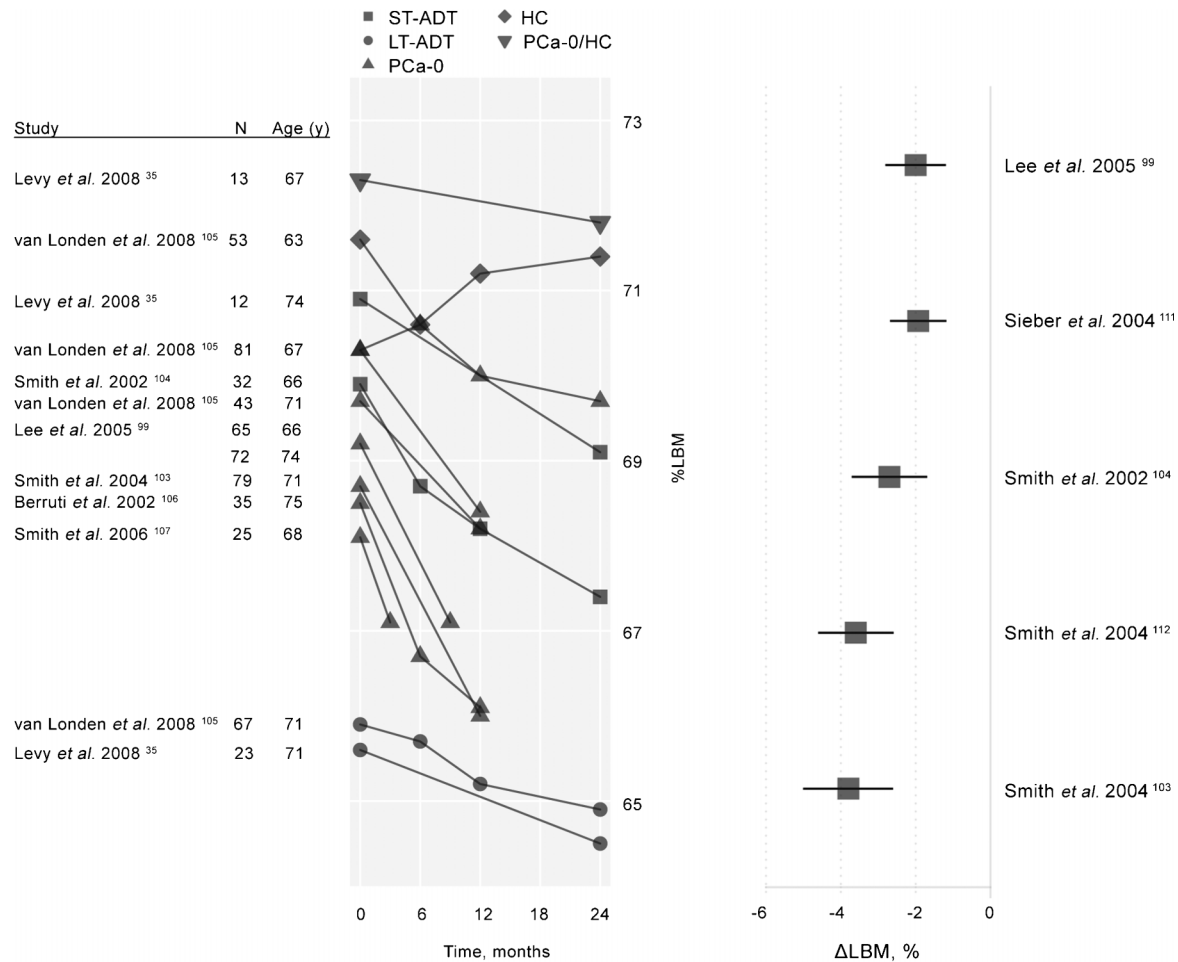 ST-ADT
HC
LT-ADT
PCa-0/HC
PCa-0
Study N Age (y)
Levy et al. 2008 35 13 67
van Londen et al. 2008 105 53 63
Levy et al. 2008 35 12 74
van Londen et al. 2008 105 81 67
Smith et al. 2002 104 32 66
van Londen et al. 2008 105 43 71
Lee et al. 2005 99 65 66
72 74
Smith et al. 2004 103 79 71
Berruti et al. 2002 106 35 75
Smith et al. 2006 107 25 68
van Londen et al. 2008 105 67 71
Levy et al. 2008 35 23 71
73
71
69
67
65
%LBM
0 6 12 18 24
Time, months
Lee et al. 2005 99
Sieber et al. 2004 111
Smith et al. 2002 104
Smith et al. 2004 112
Smith et al. 2004 103
-6 -4 -2 0
ΔLBM, %